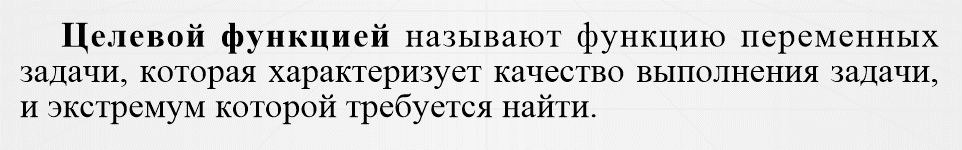 Целевой функцией называют функцию переменных
задачи, которая характеризует качество выполнения задачи,
и экстремум которой требуется найти.